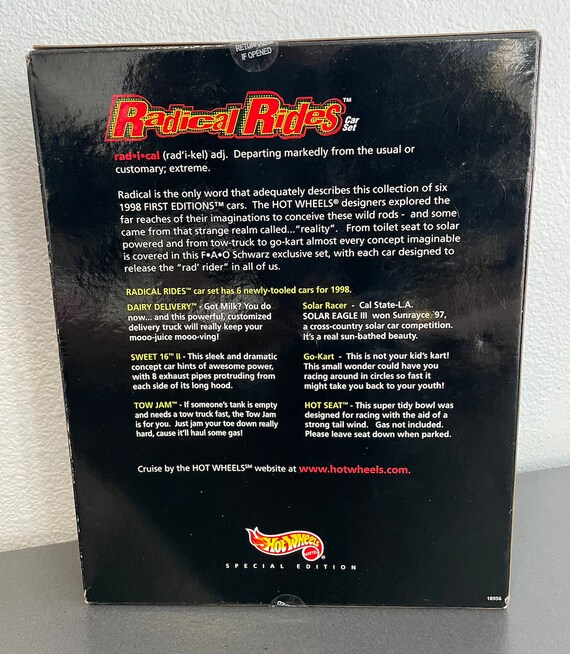 IF OPENED
Radical Rides™ Car Set
rad•i•cal (rad'i-kel) adj. Departing markedly from the usual or
customary; extreme.
Radical is the only word that adequately describes this collection of six
1998 FIRST EDITIONS™ cars. The HOT WHEELS® designers explored the
far reaches of their imaginations to conceive these wild rods - and some
came from that strange realm called..."reality". From toilet seat to solar
powered and from tow-truck to go-kart almost every concept imaginable
is covered in this F•A•O Schwarz exclusive set, with each car designed to
release the "rad' rider" in all of us.
RADICAL RIDES™ car set has 6 newly-tooled cars for 1998.
DAIRY DELIVERY™ - Got Milk? You do
now... and this powerful, customized
delivery truck will really keep your
mooo-juice mooo-ving!
SWEET 16™ II - This sleek and dramatic
concept car hints of awesome power,
with 8 exhaust pipes protruding from
each side of its long hood.
TOW JAM™ - If someone's tank is empty
and needs a tow truck fast, the Tow Jam
is for you. Just jam your toe down really
hard, cause it'll haul some gas!
Solar Racer - Cal State-L.A.
SOLAR EAGLE III won Sunrayce '97,
a cross-country solar car competition.
It's a real sun-bathed beauty.
Go-Kart - This is not your kid's kart!
This small wonder could have you
racing around in circles so fast it
might take you back to your youth!
HOT SEAT™ - This super tidy bowl was
designed for racing with the aid of a
strong tail wind. Gas not included.
Please leave seat down when parked.
Cruise by the HOT WHEELS℠ website at www.hotwheels.com.
Hot Wheels®
SPECIAL EDITION
18956